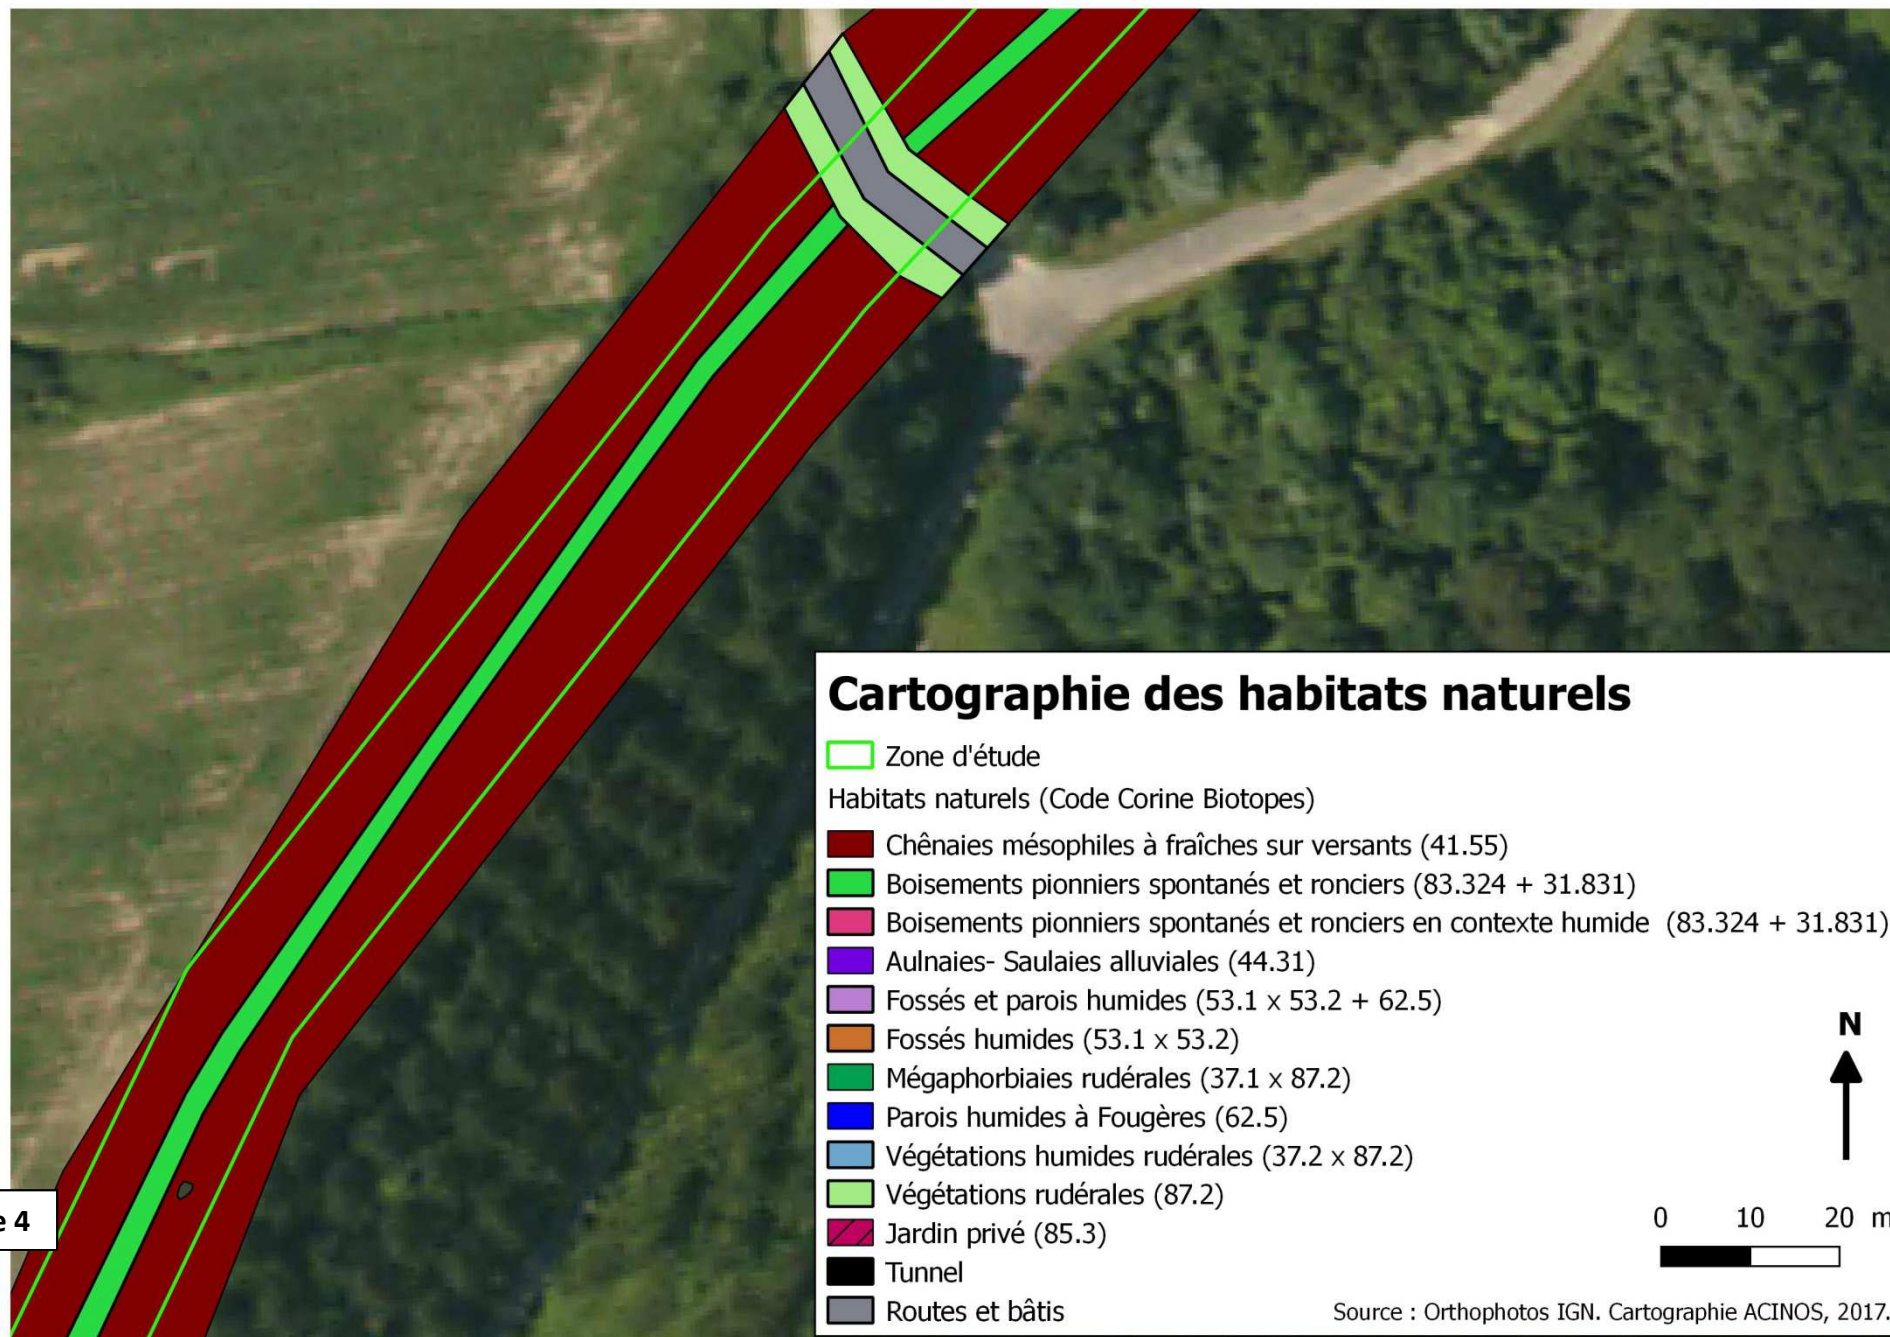 Cartographie des habitats naturels
Zone d'étude
Habitats naturels (Code Corine Biotopes)
Chênaies mésophiles à fraîches sur versants (41.55)
Boisements pionniers spontanés et ronciers (83.324 + 31.831)
Boisements pionniers spontanés et ronciers en contexte humide (83.324 + 31.831)
Aulnaies- Saulaies alluviales (44.31)
Fossés et parois humides (53.1 x 53.2 + 62.5)
Fossés humides (53.1 x 53.2)
Mégaphorbiaies rudérales (37.1 x 87.2)
Parois humides à Fougères (62.5)
Végétations humides rudérales (37.2 x 87.2)
Végétations rudérales (87.2)
Jardin privé (85.3)
Tunnel
Routes et bâtis
N
0 10 20 m
Source : Orthophotos IGN. Cartographie ACINOS, 2017.
e 4